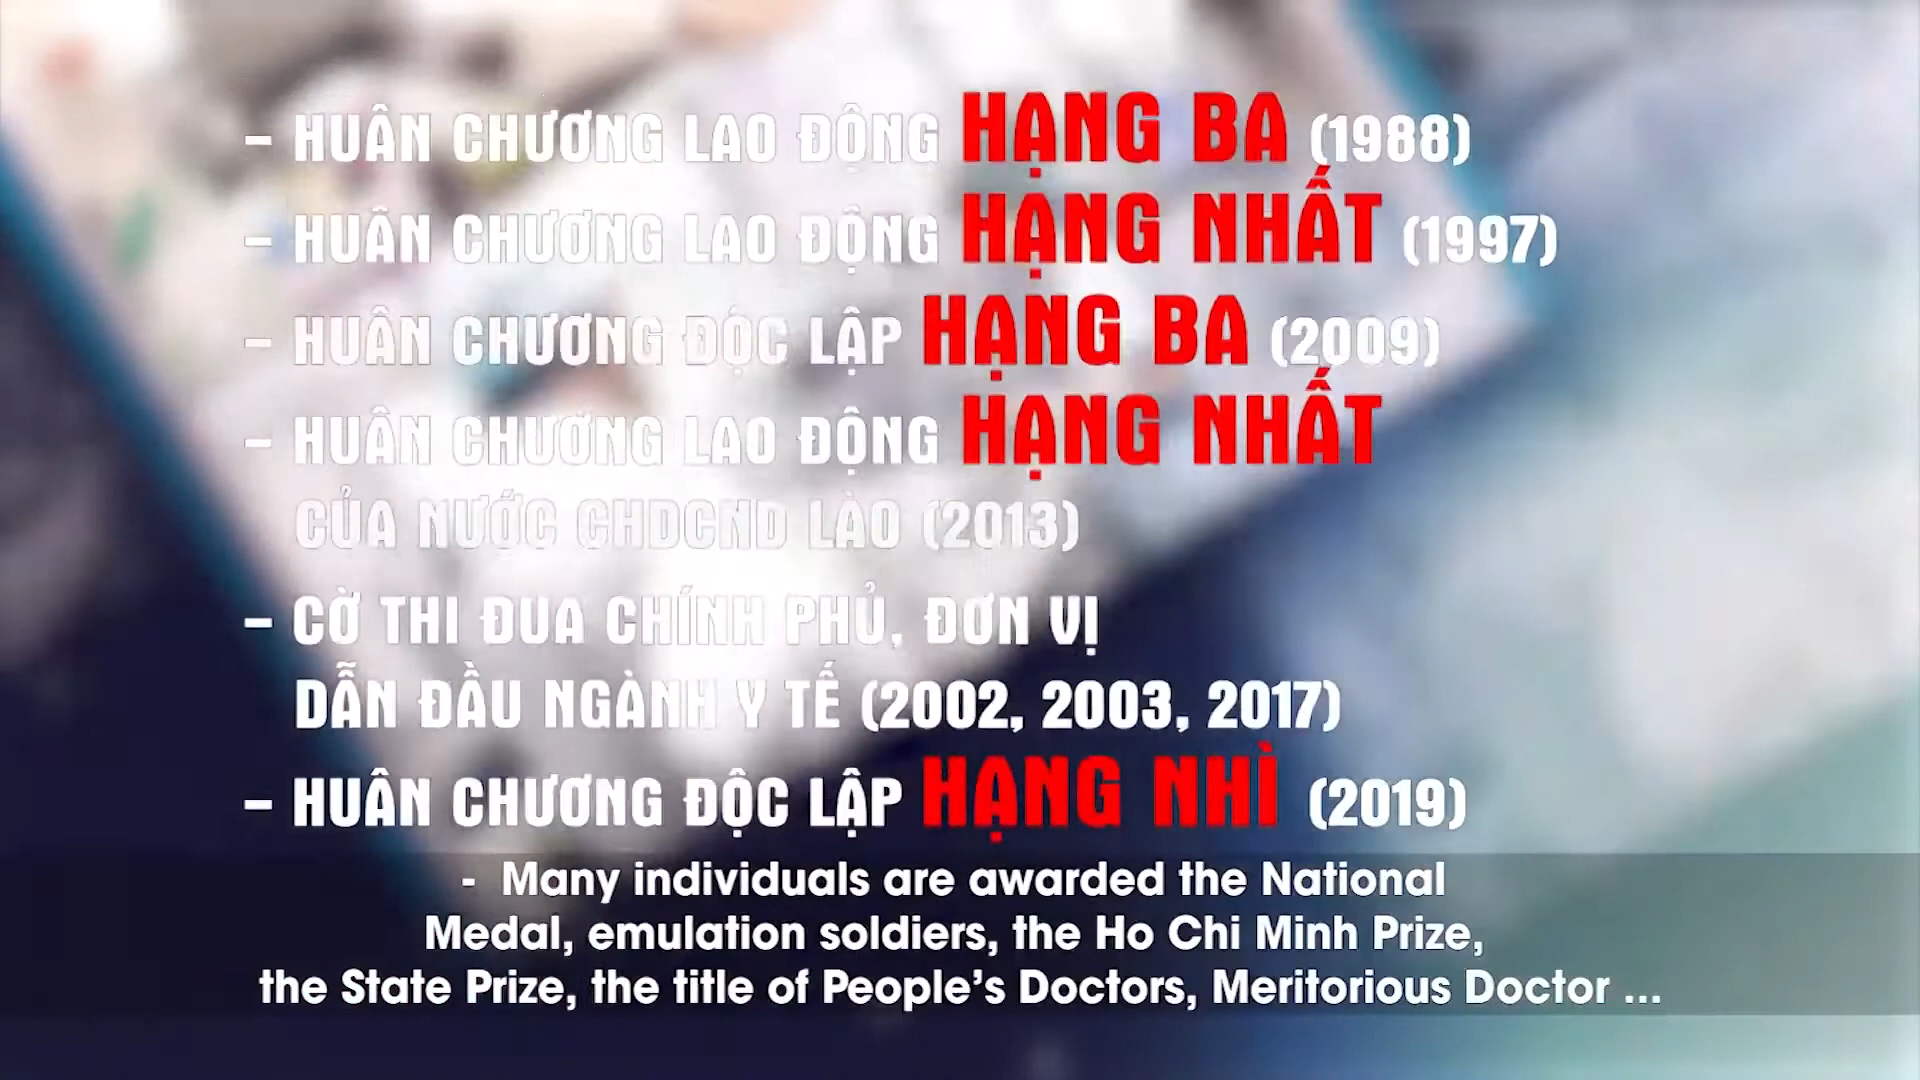 – HUÂN CHƯƠNG LAO ĐỘNG HẠNG BA (1988)
– HUÂN CHƯƠNG LAO ĐỘNG HẠNG NHẤT (1997)
– HUÂN CHƯƠNG ĐỘC LẬP HẠNG BA (2009)
– HUÂN CHƯƠNG LAO ĐỘNG HẠNG NHẤT
CỦA NƯỚC CHDCND LÀO (2013)
– CỜ THI ĐUA CHÍNH PHỦ, ĐƠN VỊ
DẪN ĐẦU NGÀNH Y TẾ (2002, 2003, 2017)
– HUÂN CHƯƠNG ĐỘC LẬP HẠNG NHÌ (2019)
- Many individuals are awarded the National
Medal, emulation soldiers, the Ho Chi Minh Prize,
the State Prize, the title of People’s Doctors, Meritorious Doctor ...